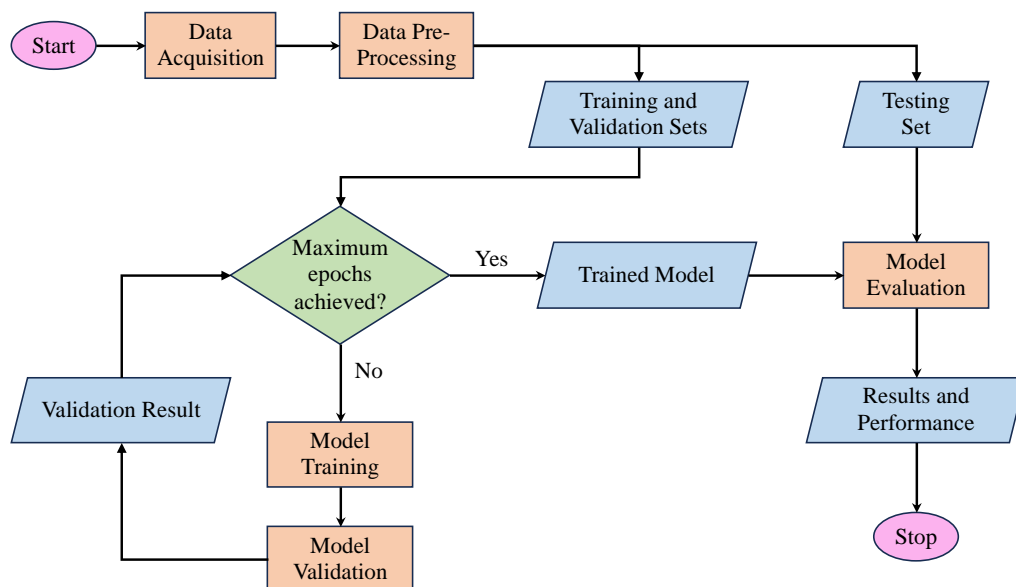 Start
Data
Acquisition
Data Pre-
Processing
Training and
Validation Sets
Testing
Set
Maximum
epochs
achieved?
Yes
Trained Model
Model
Evaluation
No
Validation Result
Results and
Performance
Model
Training
Model
Validation
Stop